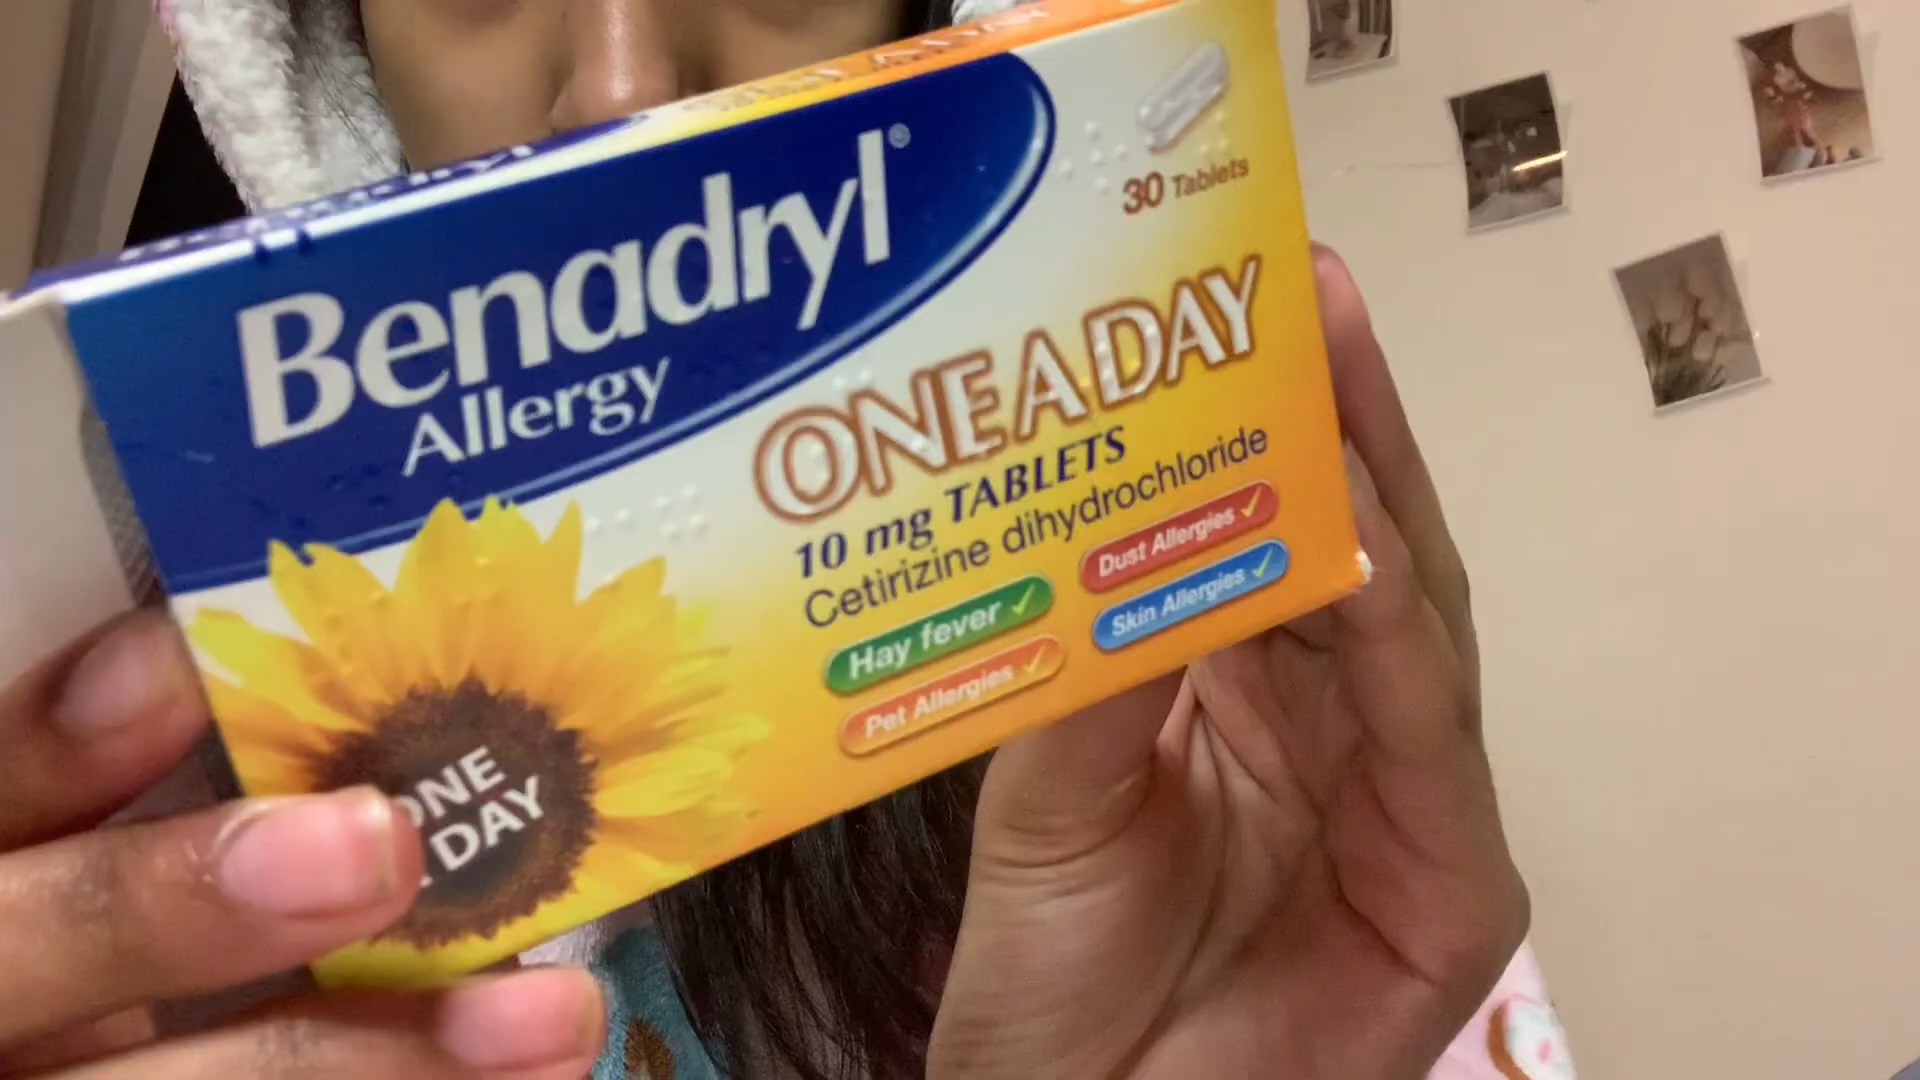 Benadryl®
Allergy
30 Tablets
ONE A DAY
10 mg TABLETS
Cetirizine dihydrochloride
Hay fever ✓
Dust Allergies ✓
Pet Allergies ✓
Skin Allergies ✓
ONE
DAY